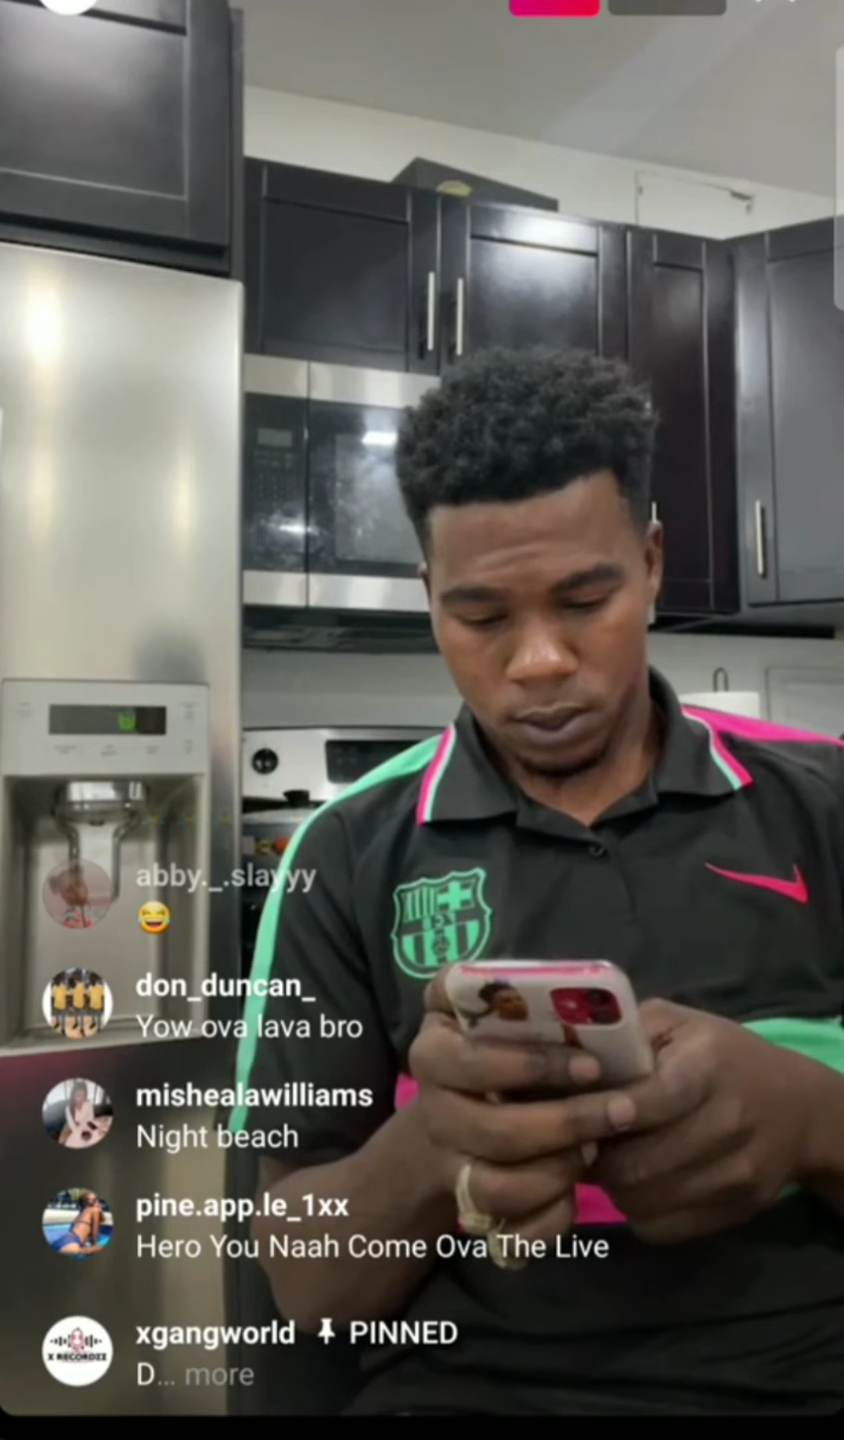 abby._.slayyy
😂
don_duncan_
Yow ova lava bro
mishealawilliams
Night beach
pine.app.le_1xx
Hero You Naah Come Ova The Live
X RECORDZZ
xgangworld PINNED
D... more